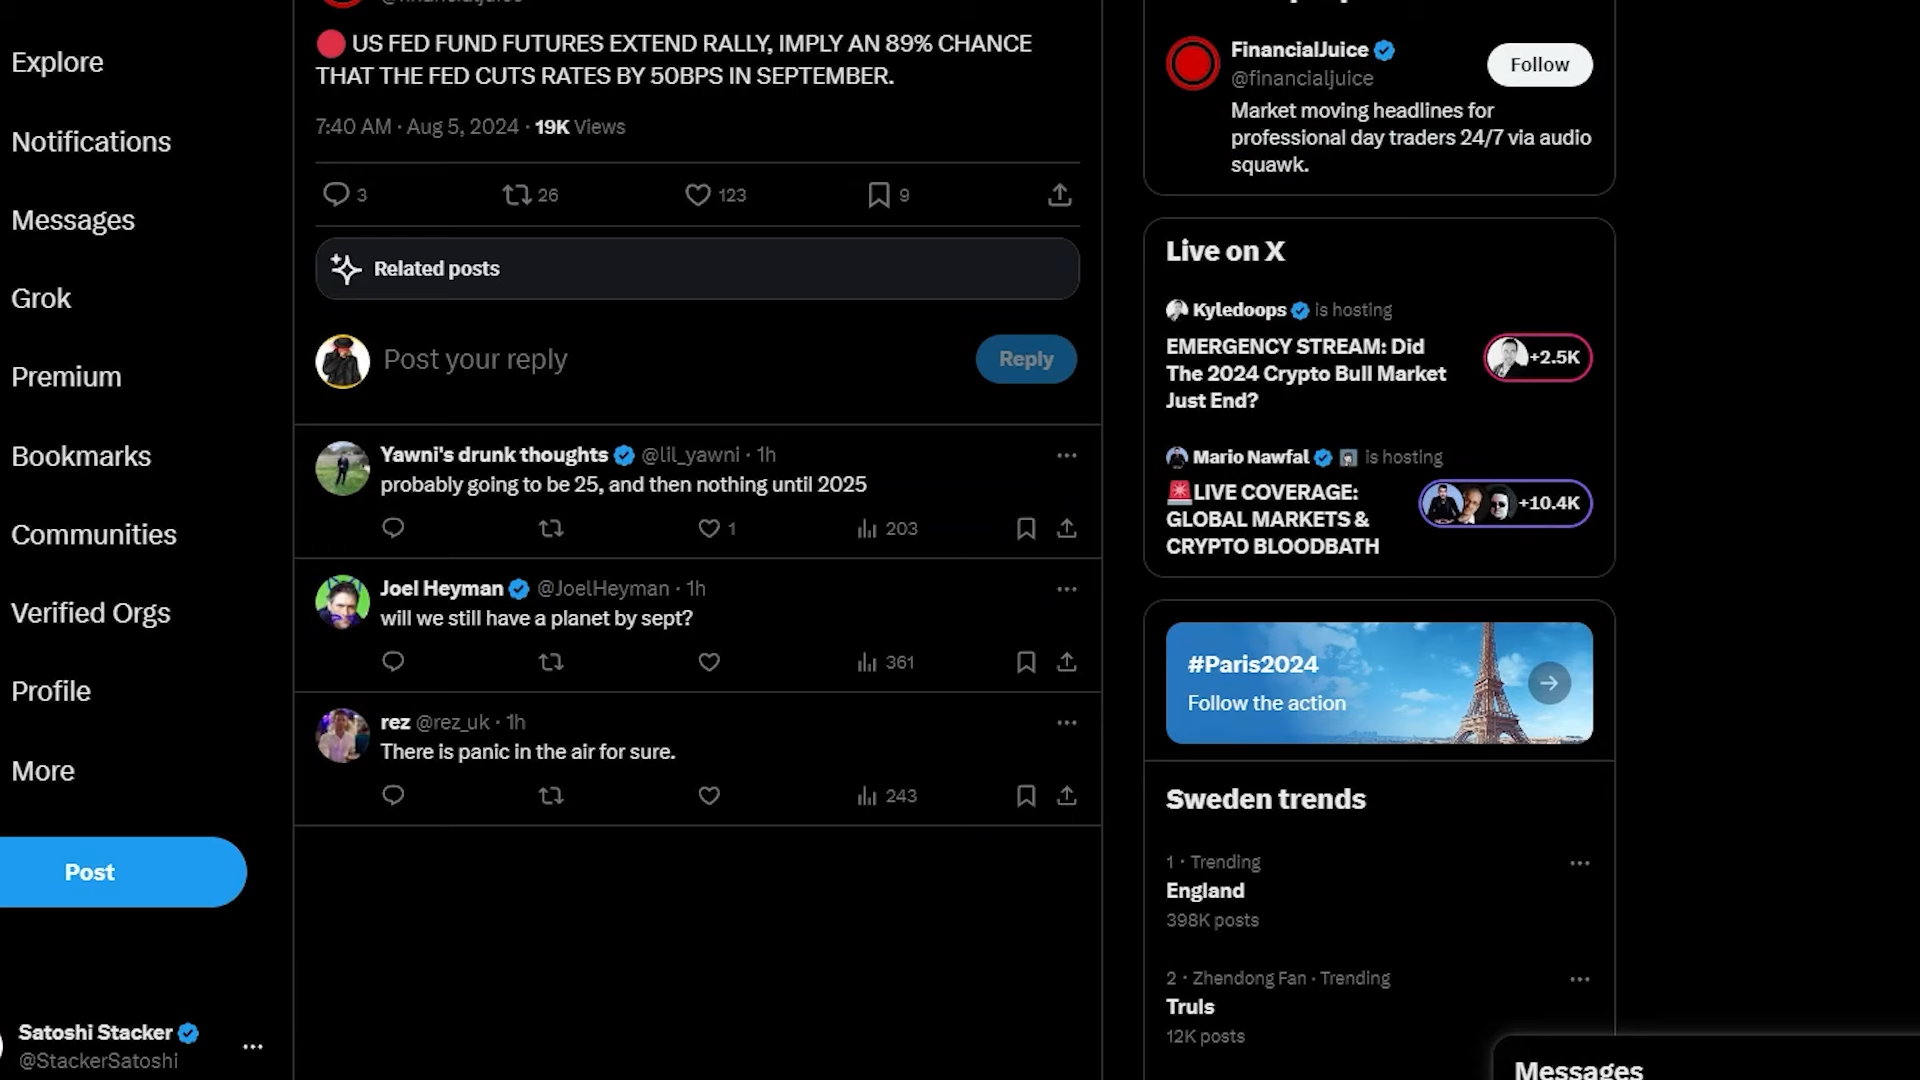 Explore
Notifications
Messages
Grok
Premium
Bookmarks
Communities
Verified Orgs
Profile
More
Post
Satoshi Stacker
@StackerSatoshi
@financialjuice
US FED FUND FUTURES EXTEND RALLY, IMPLY AN 89% CHANCE
THAT THE FED CUTS RATES BY 50BPS IN SEPTEMBER.
7:40 AM · Aug 5, 2024 · 19K Views
3 26 123 9
Related posts
Post your reply Reply
Yawni's drunk thoughts @lil_yawni · 1h
probably going to be 25, and then nothing until 2025
1 203
Joel Heyman @JoelHeyman · 1h
will we still have a planet by sept?
361
rez @rez_uk · 1h
There is panic in the air for sure.
243
FinancialJuice
@financialjuice
Follow
Market moving headlines for
professional day traders 24/7 via audio
squawk.
Live on X
Kyledoops is hosting
EMERGENCY STREAM: Did
The 2024 Crypto Bull Market
Just End?
+2.5K
Mario Nawfal is hosting
LIVE COVERAGE:
GLOBAL MARKETS &
CRYPTO BLOODBATH
+10.4K
#Paris2024
Follow the action
Sweden trends
1 · Trending
England
398K posts
2 · Zhendong Fan · Trending
Truls
12K posts
Messages